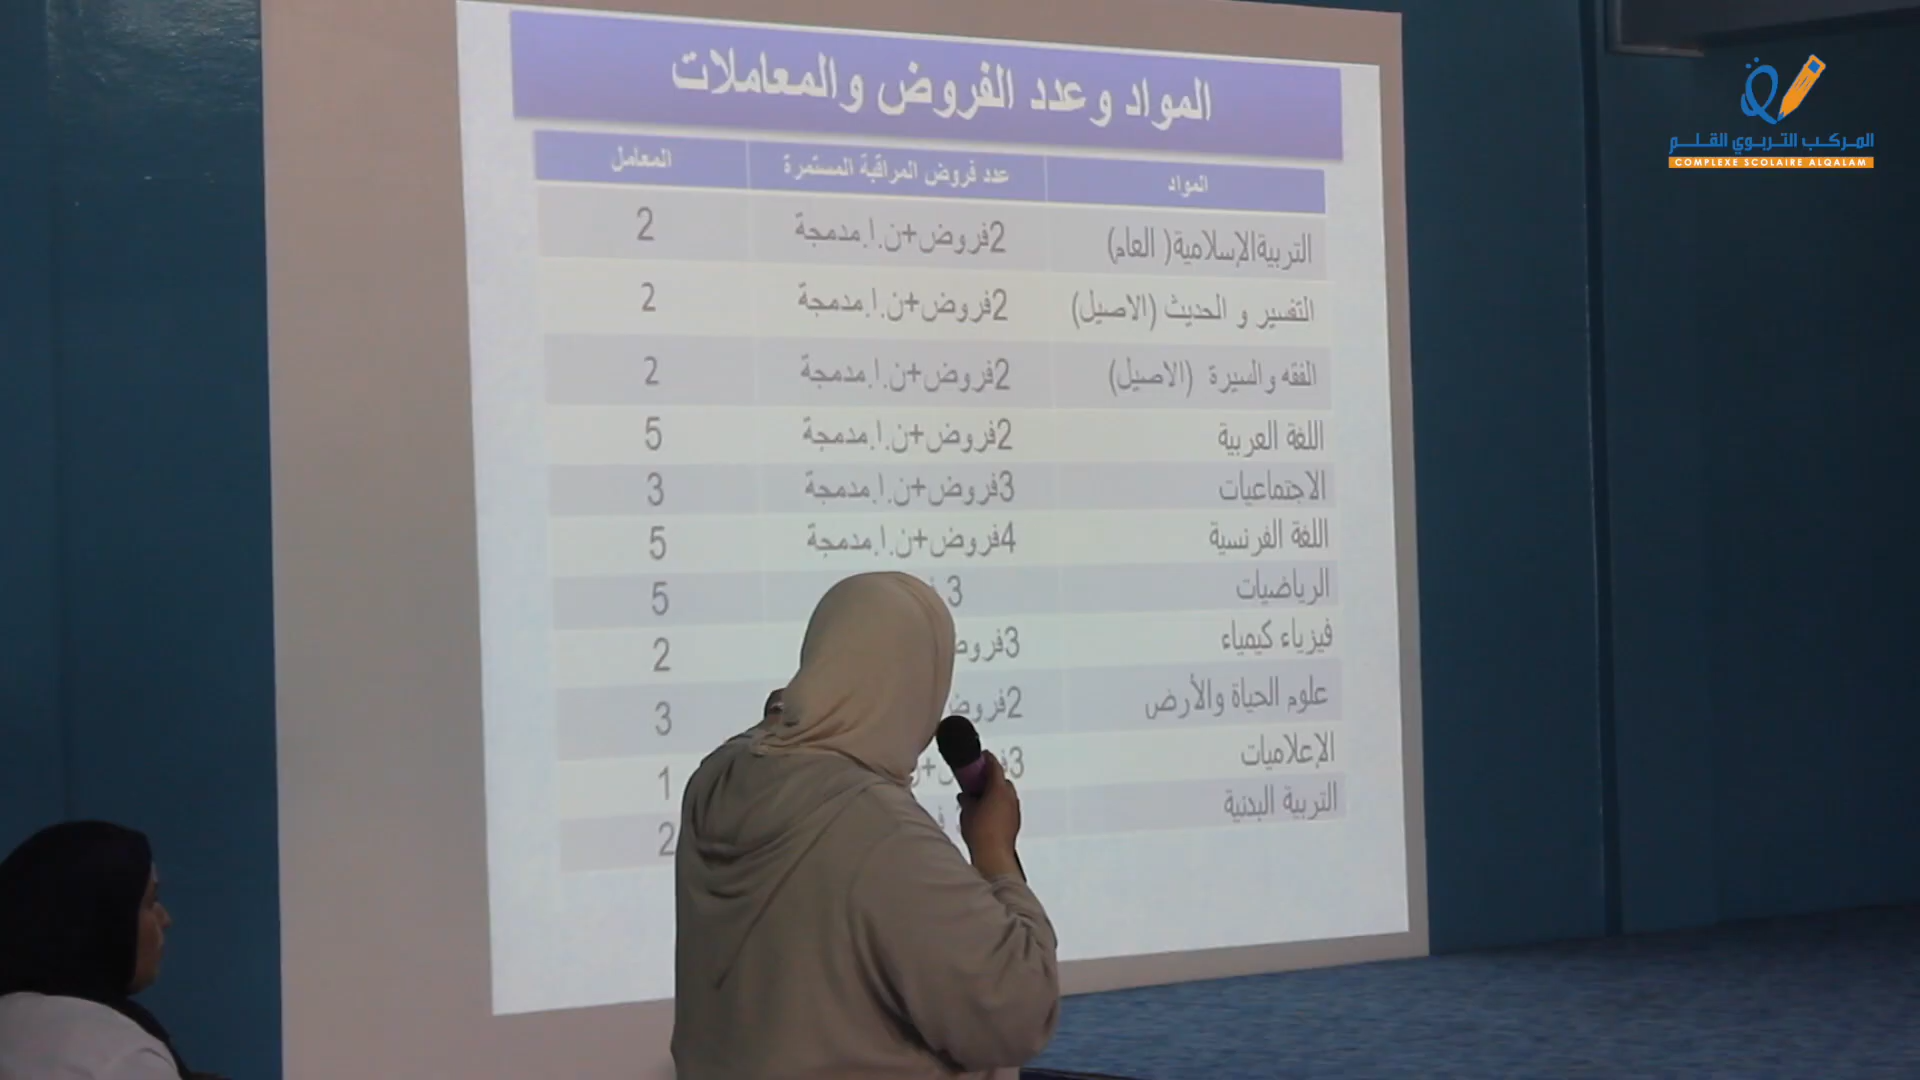 المواد وعدد الفروض والمعاملات
المواد عدد فروض المراقبة المستمرة المعامل
التربيةالإسلامية( العام) 2فروض+ن.ا.مدمجة 2
التفسير و الحديث (الاصيل) 2فروض+ن.ا.مدمجة 2
الفقه والسيرة (الاصيل) 2فروض+ن.ا.مدمجة 2
اللغة العربية 2فروض+ن.ا.مدمجة 5
الاجتماعيات 3فروض+ن.ا.مدمجة 3
اللغة الفرنسية 4فروض+ن.ا.مدمجة 5
الرياضيات 3 5
فيزياء كيمياء 3فروض 2
علوم الحياة والأرض 2فروض 3
الإعلاميات 1
التربية البدنية 2
المركب التربوي القلم
COMPLEXE SCOLAIRE ALQALAM